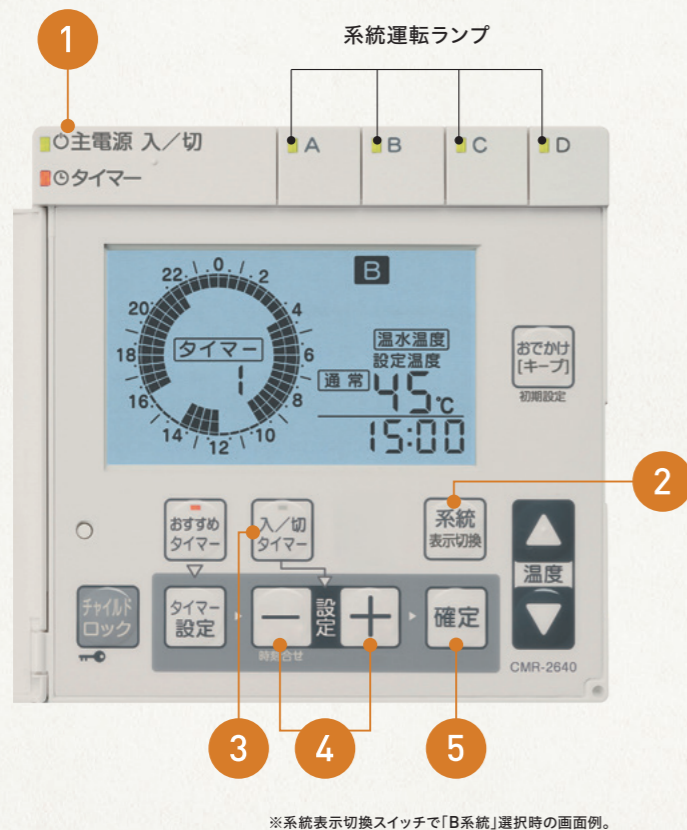 1
系統運転ランプ
主電源 入／切
A
B
C
D
タイマー
B
0
2
4
6
8
10
12
14
16
18
20
22
タイマー
1
温水温度
設定温度
通常
45℃
15:00
おでかけ
[キープ]
初期設定
2
おすすめ
タイマー
入／切
タイマー
系統
表示切換
温度
チャイルド
ロック
タイマー
設定
－
設定
＋
確定
時刻合せ
CMR-2640
3
4
5
※系統表示切換スイッチで「B系統」選択時の画面例。